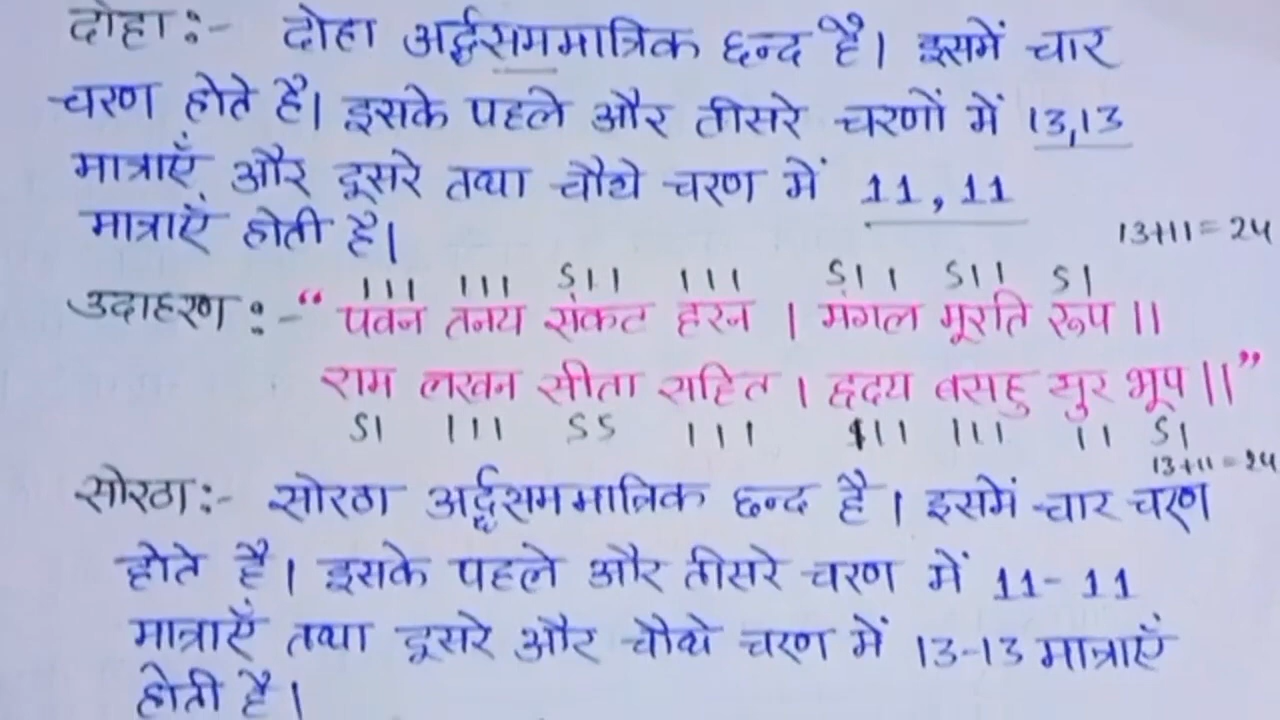 दोहा :- दोहा अर्द्धसममात्रिक छन्द है। इसमें चार
चरण होते है। इसके पहले और तीसरे चरणों में 13,13
मात्राएँ और दूसरे तथा चौथे चरण में 11, 11
मात्राएँ होती है।
13+11=24
।।। ।।। ऽ।। ।।। ऽ।। ऽ।। ऽ।
उदाहरण :- “ पवन तनय संकट हरन । मंगल मूरति रूप ।।
राम लखन सीता सहित । ह्रदय बसहु सुर भूप ।।”
ऽ। ।।। ऽऽ ।।। ।।। ।।। ।। ऽ।
13+11=24
सोरठा :- सोरठा अर्द्धसममात्रिक छन्द है । इसमें चार चरण
होते है । इसके पहले और तीसरे चरण में 11-11
मात्राएँ तथा दूसरे और चौथे चरण में 13-13 मात्राएँ
होती है ।